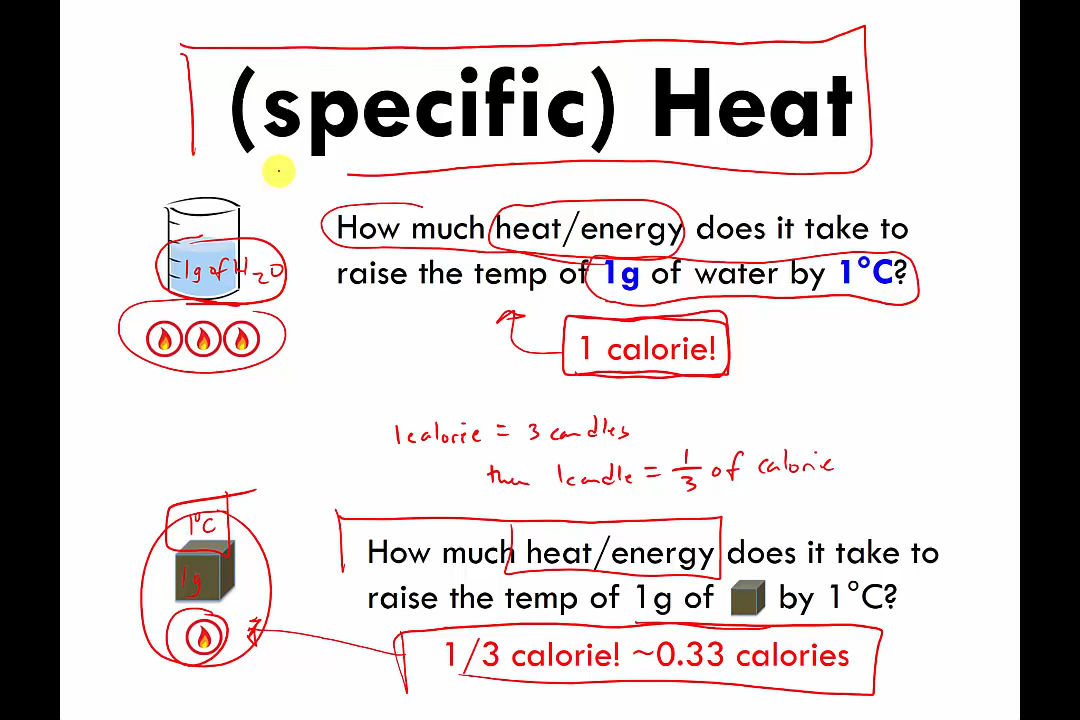 (specific) Heat
How much heat/energy does it take to
raise the temp of 1g of water by 1°C?
1g of H₂O
1 calorie!
1calorie = 3 candles
then 1candle = 1/3 of calorie
1°C
1g
How much heat/energy does it take to
raise the temp of 1g of by 1°C?
1/3 calorie! ~0.33 calories